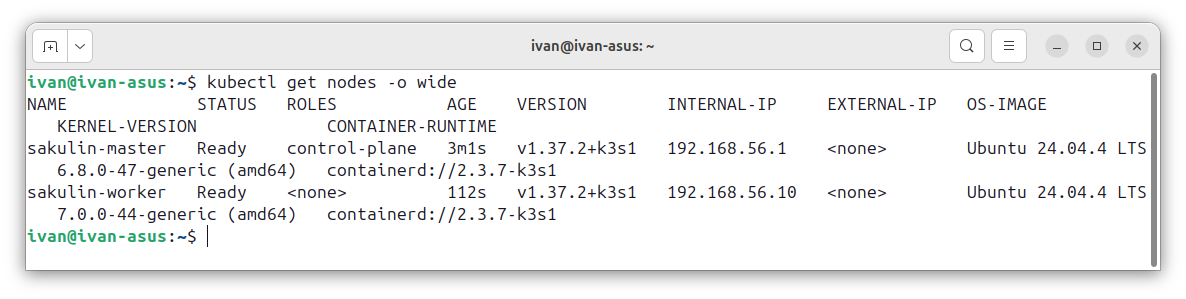 ivan@ivan-asus: ~
ivan@ivan-asus:~$ kubectl get nodes -o wide
NAME             STATUS   ROLES           AGE    VERSION        INTERNAL-IP     EXTERNAL-IP   OS-IMAGE
   KERNEL-VERSION             CONTAINER-RUNTIME
sakulin-master   Ready    control-plane   3m1s   v1.37.2+k3s1   192.168.56.1    <none>        Ubuntu 24.04.4 LTS
   6.8.0-47-generic (amd64)   containerd://2.3.7-k3s1
sakulin-worker   Ready    <none>          112s   v1.37.2+k3s1   192.168.56.10   <none>        Ubuntu 24.04.4 LTS
   7.0.0-44-generic (amd64)   containerd://2.3.7-k3s1
ivan@ivan-asus:~$